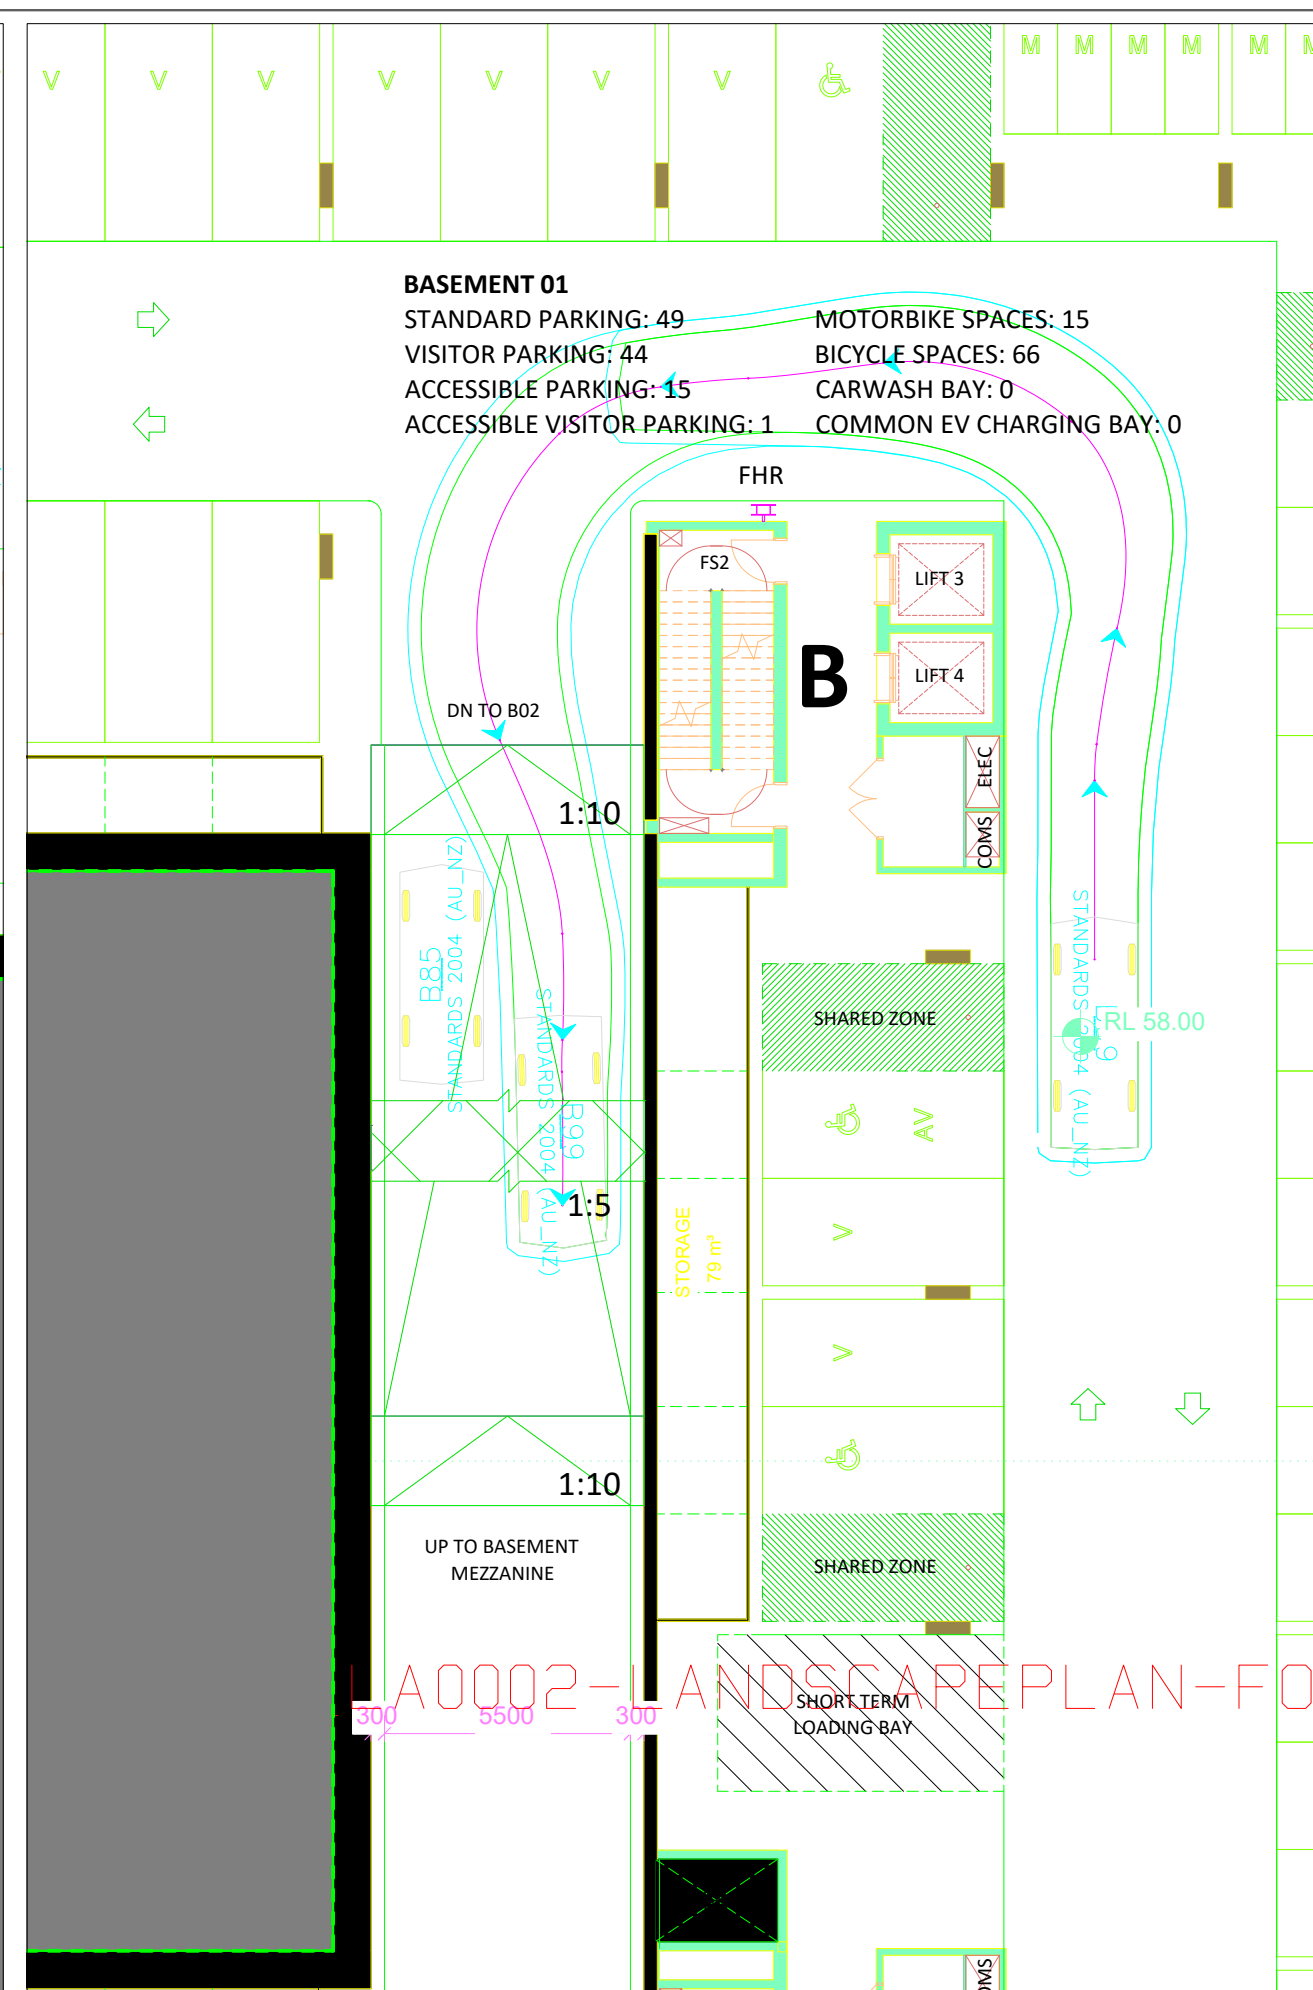 V V V V V V V M M M M M
BASEMENT 01
STANDARD PARKING: 49
VISITOR PARKING: 44
ACCESSIBLE PARKING: 15
ACCESSIBLE VISITOR PARKING: 1
MOTORBIKE SPACES: 15
BICYCLE SPACES: 66
CARWASH BAY: 0
COMMON EV CHARGING BAY: 0
FHR
FS2
LIFT 3
B
LIFT 4
DN TO B02
ELEC
1:10
COMS
B85
STANDARDS 2004 (AU_NZ)
B99
STANDARDS 2004 (AU_NZ)
STANDARDS 2004 (AU_NZ)
SHARED ZONE
RL 58.00
AV
1:5
V
STORAGE
79 m³
V
1:10
UP TO BASEMENT
MEZZANINE
SHARED ZONE
LA0002-LANDSCAPEPLAN-FO
SHORT TERM
LOADING BAY
300 5500 300